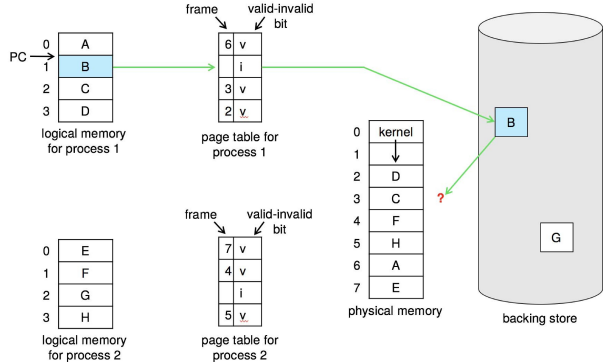 frame valid-invalid
bit
PC
0 A
1 B
2 C
3 D
logical memory
for process 1
6 v
i
3 v
2 v
page table for
process 1
0 kernel
1
2 D
3 C
4 F
5 H
6 A
7 E
physical memory
?
B
G
backing store
0 E
1 F
2 G
3 H
logical memory
for process 2
frame valid-invalid
bit
7 v
4 v
i
5 v
page table for
process 2